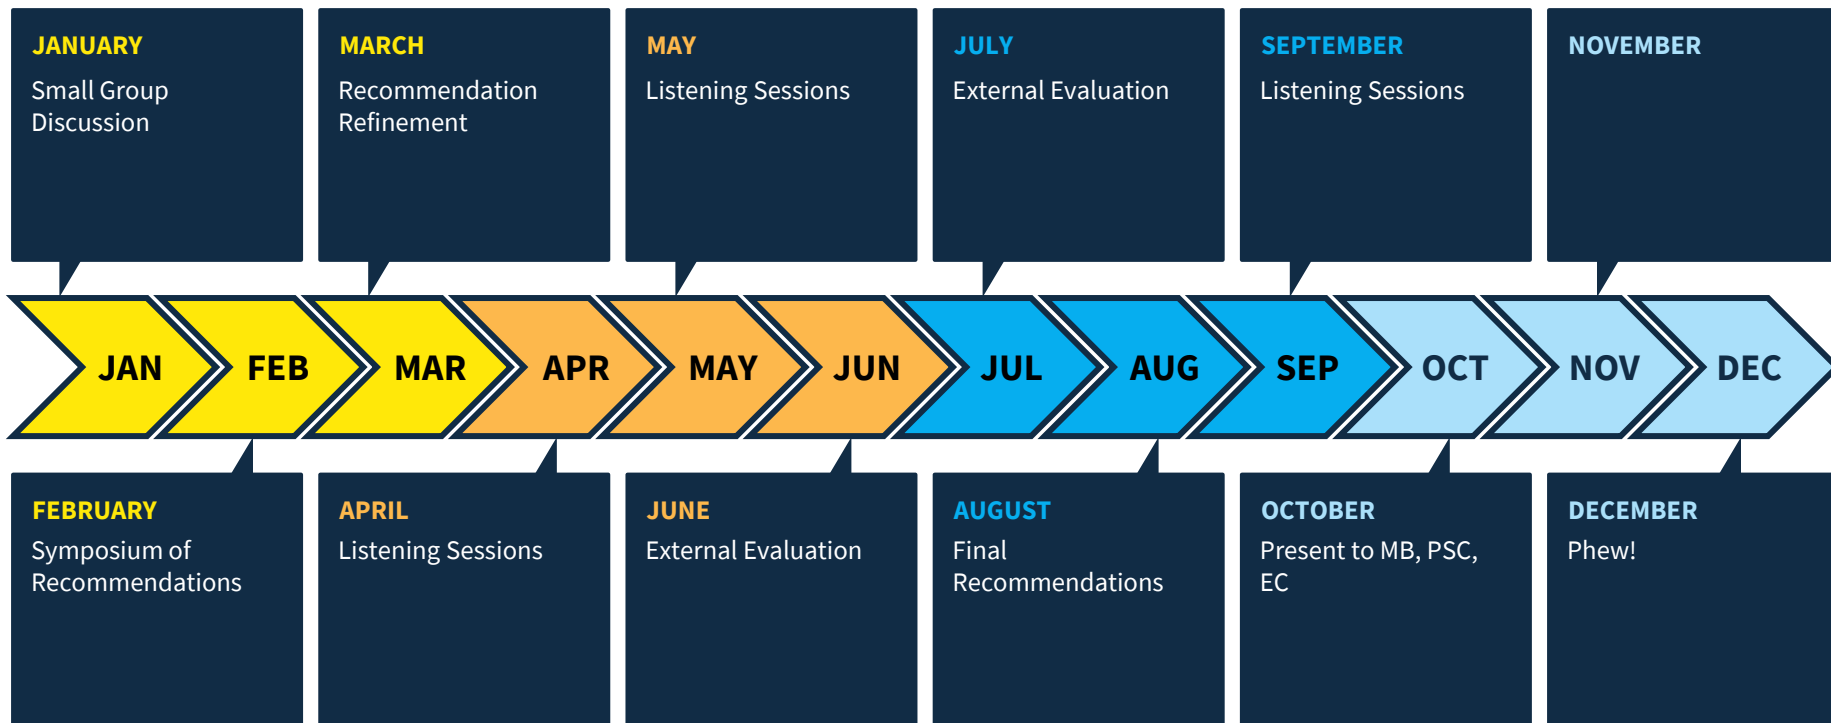 JANUARY
Small Group
Discussion
MARCH
Recommendation
Refinement
MAY
Listening Sessions
JULY
External Evaluation
SEPTEMBER
Listening Sessions
NOVEMBER
JAN
FEB
MAR
APR
MAY
JUN
JUL
AUG
SEP
OCT
NOV
DEC
FEBRUARY
Symposium of
Recommendations
APRIL
Listening Sessions
JUNE
External Evaluation
AUGUST
Final
Recommendations
OCTOBER
Present to MB, PSC,
EC
DECEMBER
Phew!